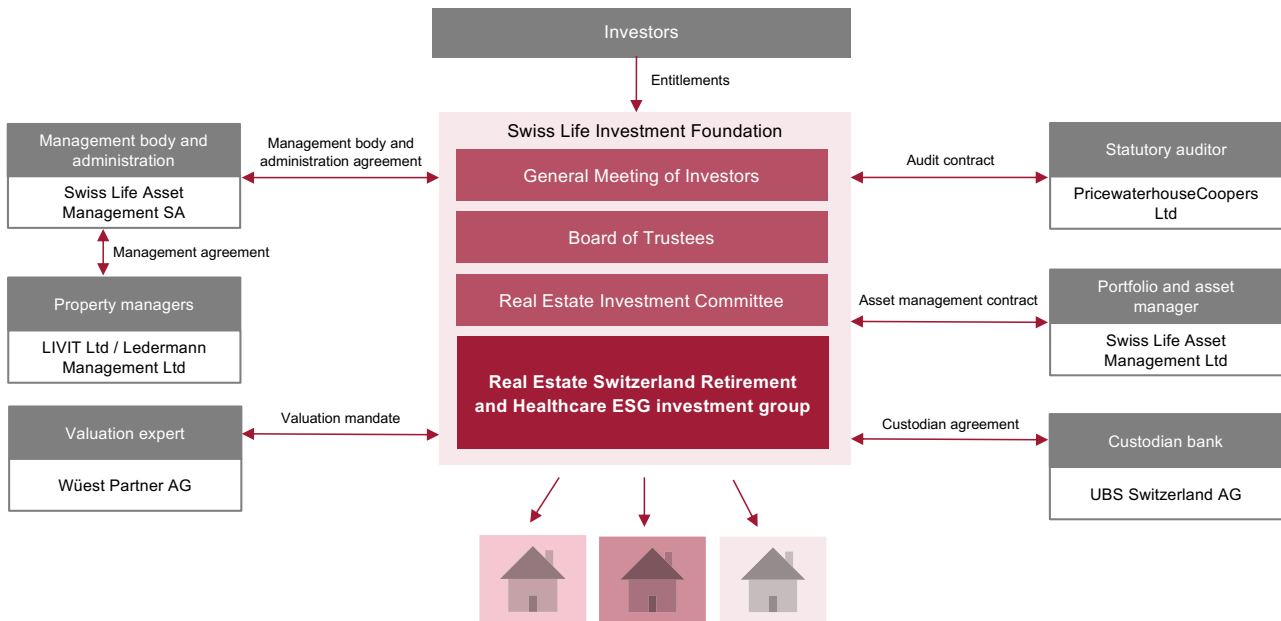 Investors
Entitlements
Swiss Life Investment Foundation
General Meeting of Investors
Board of Trustees
Real Estate Investment Committee
Real Estate Switzerland Retirement
and Healthcare ESG investment group
Management body and
administration
Swiss Life Asset
Management SA
Management body and
administration agreement
Management agreement
Property managers
LIVIT Ltd / Ledermann
Management Ltd
Valuation expert
Wüest Partner AG
Valuation mandate
Audit contract
Statutory auditor
PricewaterhouseCoopers
Ltd
Asset management contract
Portfolio and asset
manager
Swiss Life Asset
Management Ltd
Custodian agreement
Custodian bank
UBS Switzerland AG